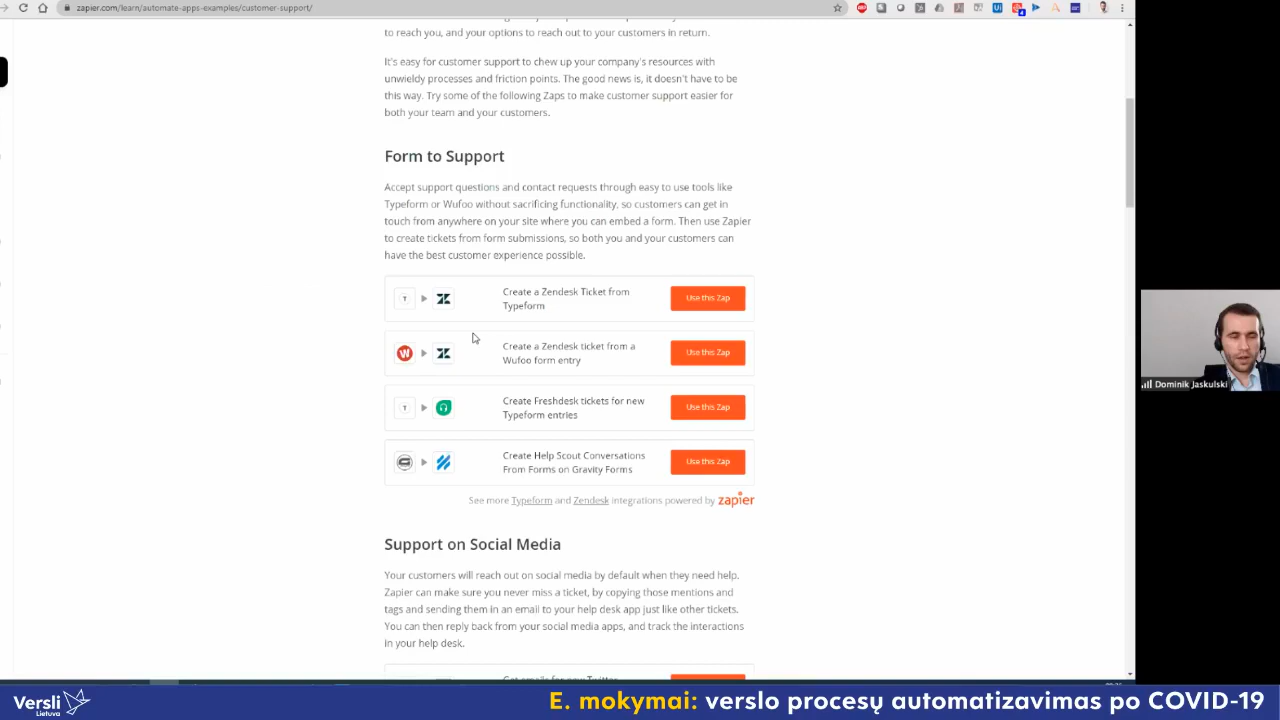 zapier.com/learn/automate-apps-examples/customer-support/
to reach you, and your options to reach out to your customers in return.
It's easy for customer support to chew up your company's resources with
unwieldy processes and friction points. The good news is, it doesn't have to be
this way. Try some of the following Zaps to make customer support easier for
both your team and your customers.
Form to Support
Accept support questions and contact requests through easy to use tools like
Typeform or Wufoo without sacrificing functionality, so customers can get in
touch from anywhere on your site where you can embed a form. Then use Zapier
to create tickets from form submissions, so both you and your customers can
have the best customer experience possible.
Create a Zendesk Ticket from
Typeform
Use this Zap
Create a Zendesk ticket from a
Wufoo form entry
Use this Zap
Create Freshdesk tickets for new
Typeform entries
Use this Zap
Create Help Scout Conversations
From Forms on Gravity Forms
Use this Zap
See more Typeform and Zendesk integrations powered by zapier
Support on Social Media
Your customers will reach out on social media by default when they need help.
Zapier can make sure you never miss a ticket, by copying those mentions and
tags and sending them in an email to your help desk app just like other tickets.
You can then reply back from your social media apps, and track the interactions
in your help desk.
Dominik Jaskulski
Versli
Lietuva
E. mokymai: verslo procesų automatizavimas po COVID-19